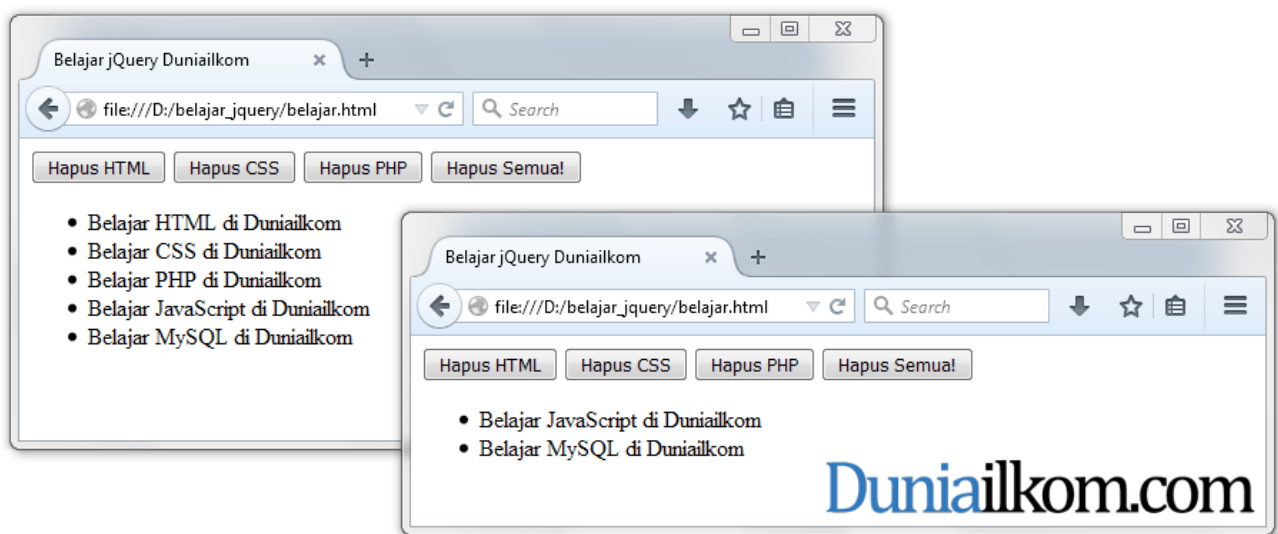 Belajar jQuery Duniailkom
file:///D:/belajar_jquery/belajar.html
Search
Hapus HTML
Hapus CSS
Hapus PHP
Hapus Semua!
Belajar HTML di Duniailkom
Belajar CSS di Duniailkom
Belajar PHP di Duniailkom
Belajar JavaScript di Duniailkom
Belajar MySQL di Duniailkom
Belajar jQuery Duniailkom
file:///D:/belajar_jquery/belajar.html
Search
Hapus HTML
Hapus CSS
Hapus PHP
Hapus Semua!
Belajar JavaScript di Duniailkom
Belajar MySQL di Duniailkom
Duniailkom.com